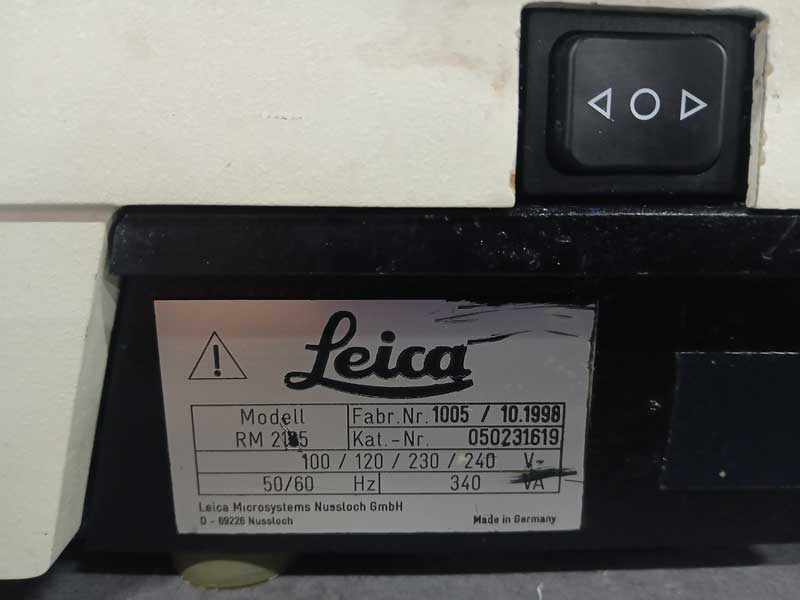 Leica
Modell Fabr.Nr. 1005 / 10.1998
RM Kat.-Nr. 050231619
100 / 120 / 230 / 240 V~
50/60 Hz 340 VA
Leica Microsystems Nussloch GmbH
D - 69226 Nussloch Made in Germany